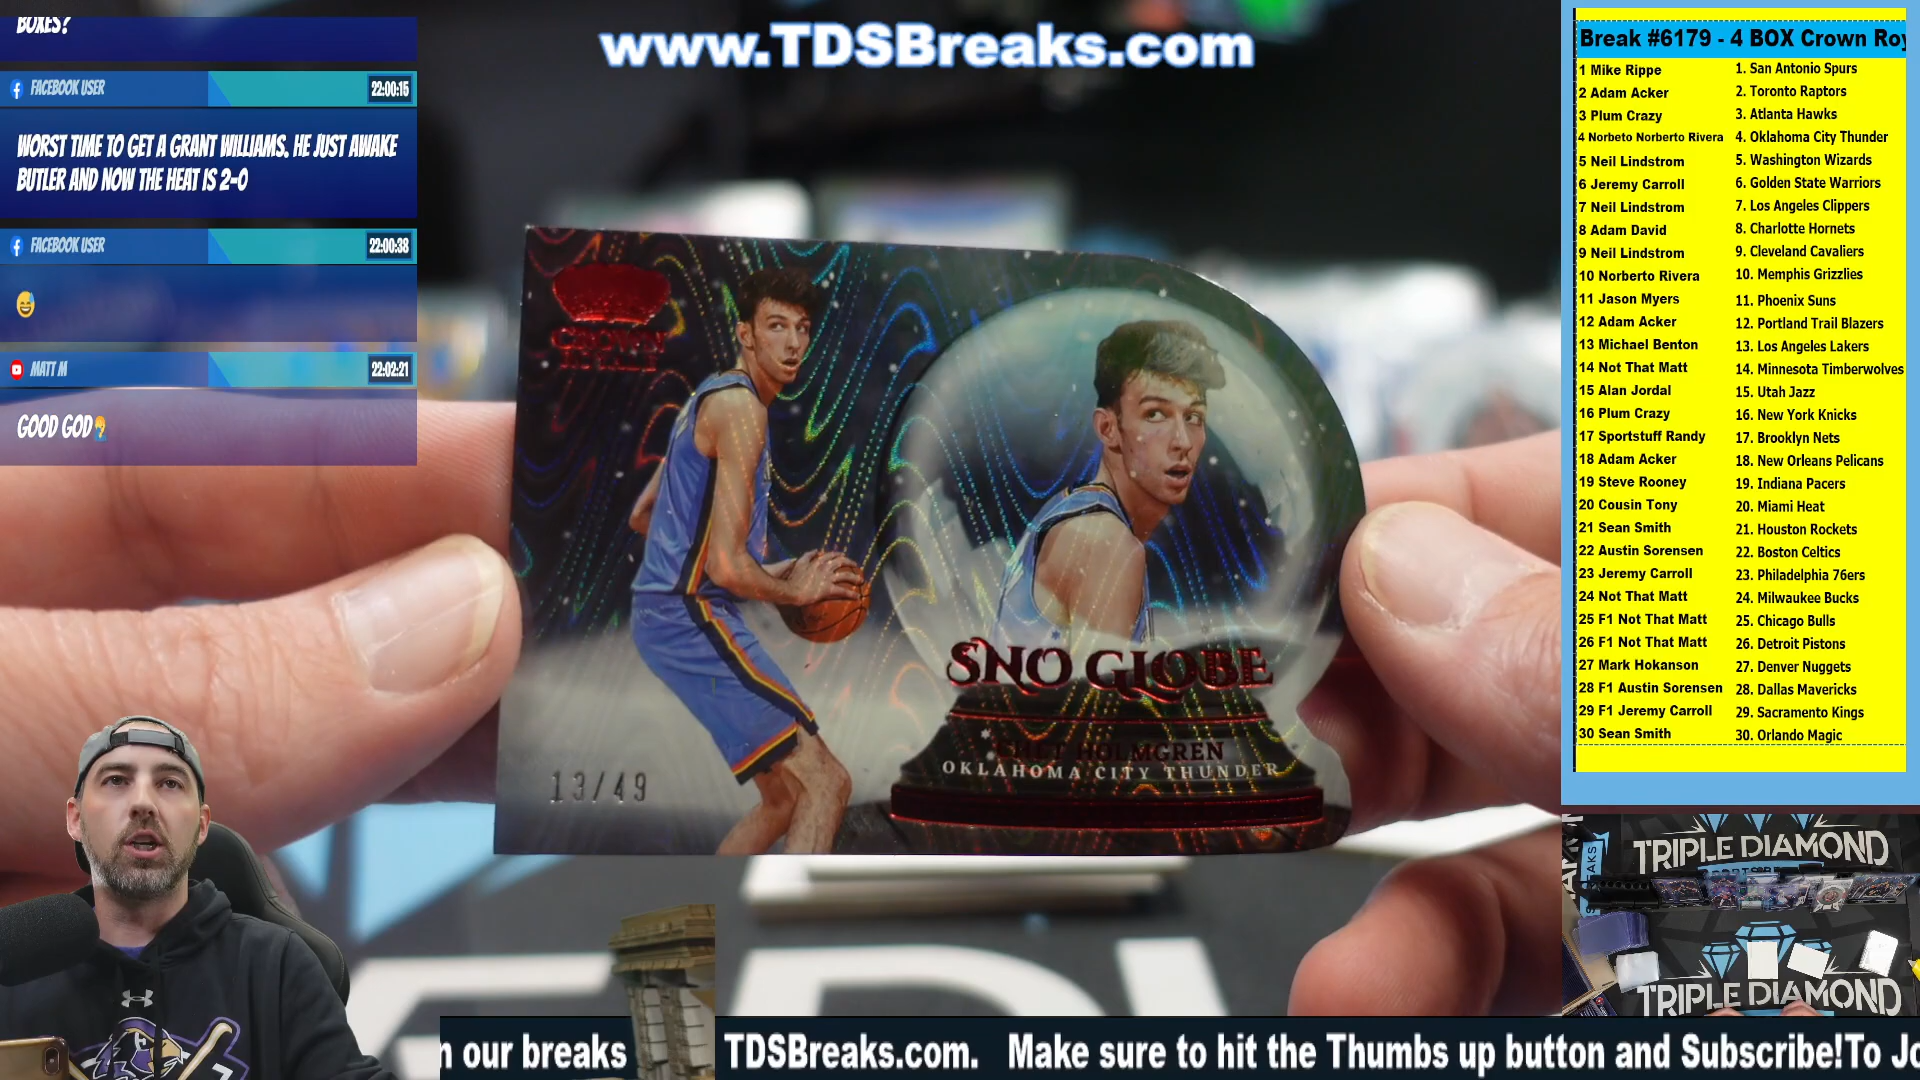 BOXES?
FACEBOOK USER
22:00:15
WORST TIME TO GET A GRANT WILLIAMS. HE JUST AWAKE
BUTLER AND NOW THE HEAT IS 2-0
FACEBOOK USER
22:00:38
😅
MATT M
22:02:21
GOOD GOD🤦‍♂️
www.TDSBreaks.com
CROWN
ROYALE
SNO GLOBE
CHET HOLMGREN
OKLAHOMA CITY THUNDER
13/49
Break #6179 - 4 BOX Crown Roy
1 Mike Rippe 1. San Antonio Spurs
2 Adam Acker 2. Toronto Raptors
3 Plum Crazy 3. Atlanta Hawks
4 Norbeto Norberto Rivera 4. Oklahoma City Thunder
5 Neil Lindstrom 5. Washington Wizards
6 Jeremy Carroll 6. Golden State Warriors
7 Neil Lindstrom 7. Los Angeles Clippers
8 Adam David 8. Charlotte Hornets
9 Neil Lindstrom 9. Cleveland Cavaliers
10 Norberto Rivera 10. Memphis Grizzlies
11 Jason Myers 11. Phoenix Suns
12 Adam Acker 12. Portland Trail Blazers
13 Michael Benton 13. Los Angeles Lakers
14 Not That Matt 14. Minnesota Timberwolves
15 Alan Jordal 15. Utah Jazz
16 Plum Crazy 16. New York Knicks
17 Sportstuff Randy 17. Brooklyn Nets
18 Adam Acker 18. New Orleans Pelicans
19 Steve Rooney 19. Indiana Pacers
20 Cousin Tony 20. Miami Heat
21 Sean Smith 21. Houston Rockets
22 Austin Sorensen 22. Boston Celtics
23 Jeremy Carroll 23. Philadelphia 76ers
24 Not That Matt 24. Milwaukee Bucks
25 F1 Not That Matt 25. Chicago Bulls
26 F1 Not That Matt 26. Detroit Pistons
27 Mark Hokanson 27. Denver Nuggets
28 F1 Austin Sorensen 28. Dallas Mavericks
29 F1 Jeremy Carroll 29. Sacramento Kings
30 Sean Smith 30. Orlando Magic
TRIPLE DIAMOND
TRIPLE DIAMOND
n our breaks TDSBreaks.com. Make sure to hit the Thumbs up button and Subscribe!To Jo